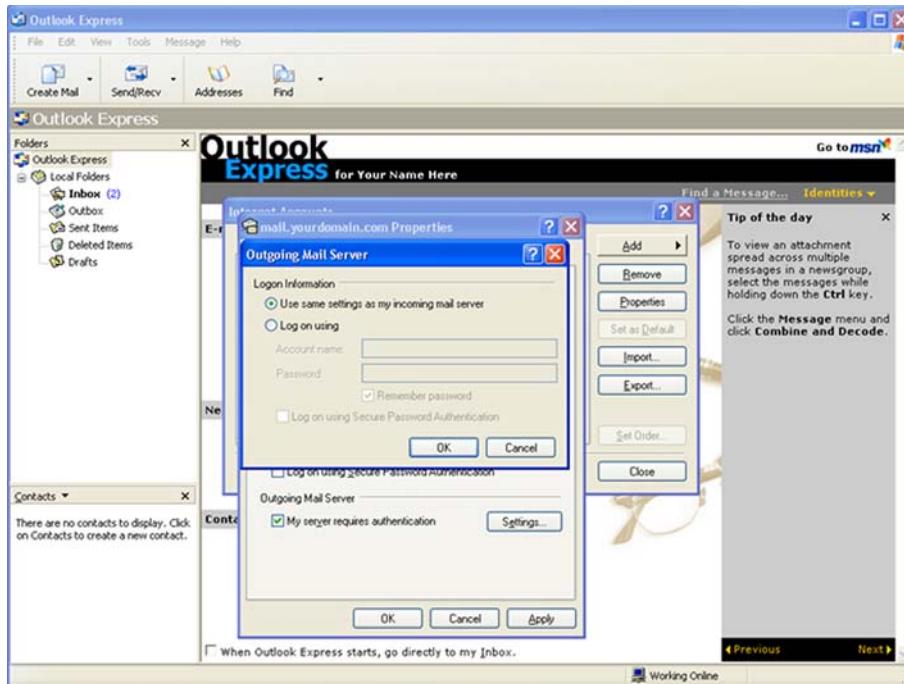 Outlook Express
File Edit View Tools Message Help
Create Mail Send/Recv Addresses Find
Outlook Express
Folders
Outlook Express
Local Folders
Inbox (2)
Outbox
Sent Items
Deleted Items
Drafts
Contacts
There are no contacts to display. Click
on Contacts to create a new contact.
Outlook
Express for Your Name Here
Go to msn
Find a Message... Identities
Internet Accounts
Add
Remove
Properties
Set as Default
Import...
Export...
Set Order...
Close
mail.yourdomain.com Properties
Outgoing Mail Server
Logon Information
Use same settings as my incoming mail server
Log on using
Account name:
Password:
Remember password
Log on using Secure Password Authentication
OK Cancel
Log on using Secure Password Authentication
Outgoing Mail Server
My server requires authentication Settings...
OK Cancel Apply
When Outlook Express starts, go directly to my Inbox.
Tip of the day
To view an attachment
spread across multiple
messages in a newsgroup,
select the messages while
holding down the Ctrl key.
Click the Message menu and
click Combine and Decode.
Previous Next
Working Online